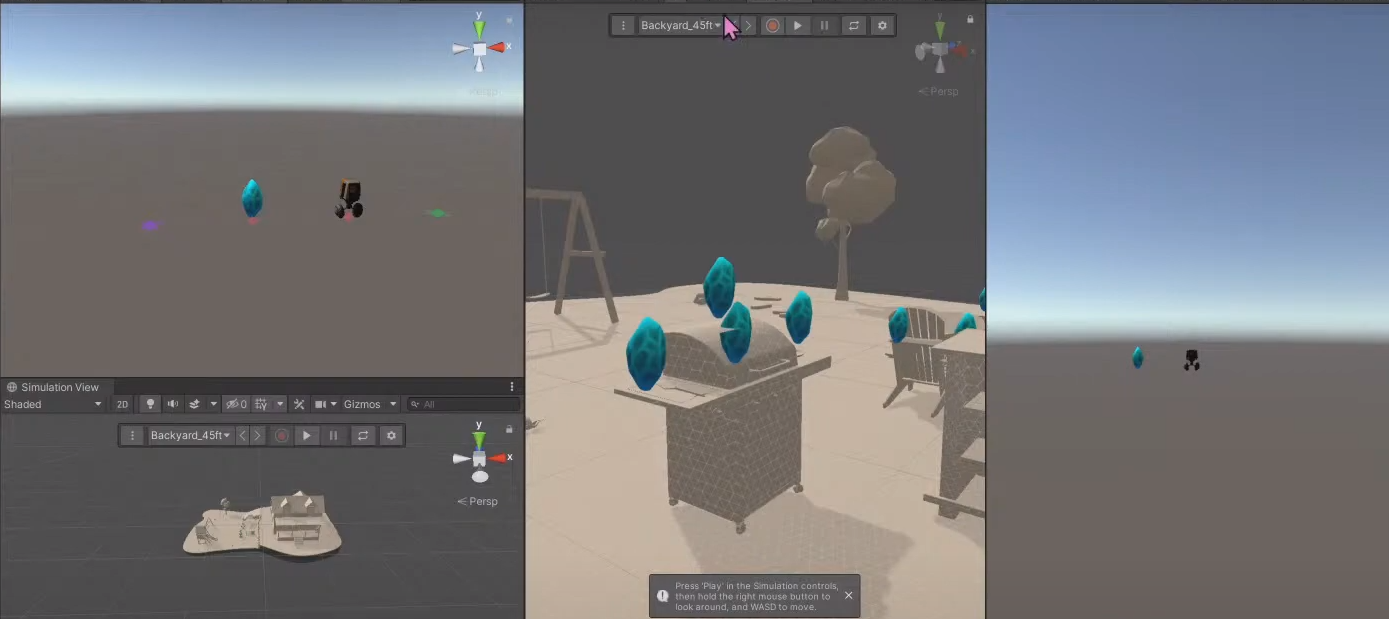 y
x
Persp
Simulation View
Shaded
2D
0
Gizmos
All
Backyard_45ft
y
x
Persp
Backyard_45ft
y
x
Persp
Press 'Play' in the Simulation controls,
then hold the right mouse button to
look around, and WASD to move.